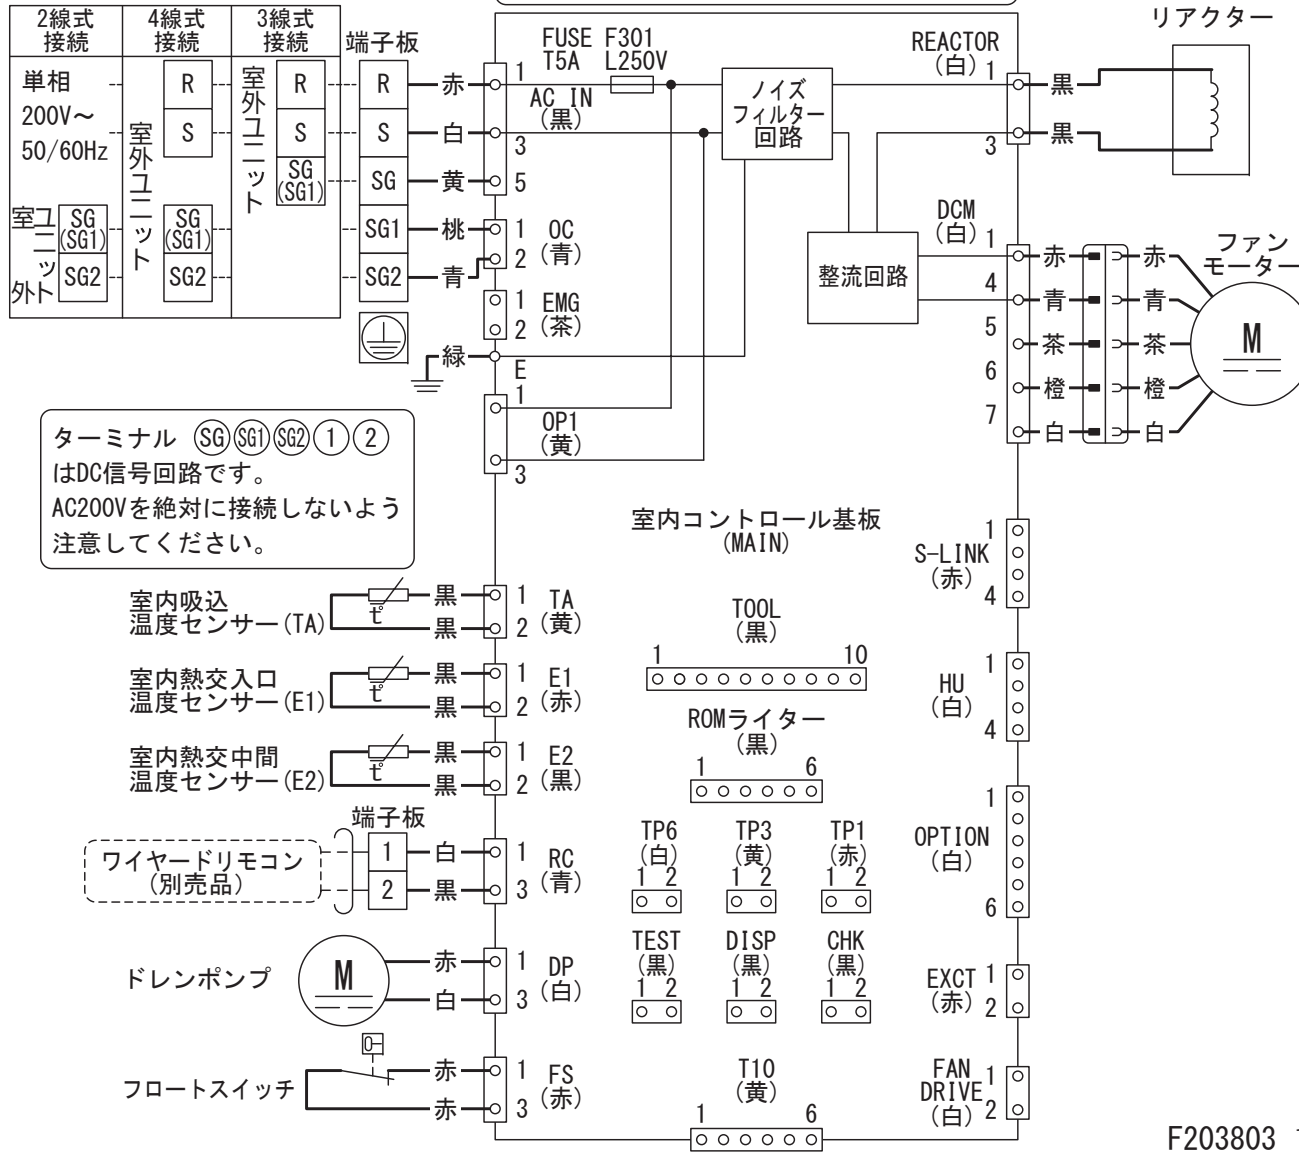 2線式
接続
4線式
接続
3線式
接続
端子板
単相
200V～
50/60Hz
室外ユニット
SG
(SG1)
SG2
室外ユニット
R
S
SG
(SG1)
SG2
室外ユニット
R
S
SG
(SG1)
R
S
SG
SG1
SG2
赤
白
黄
桃
青
緑
1
3
5
AC IN
(黒)
FUSE F301
T5A L250V
1
2
OC
(青)
1
2
EMG
(茶)
E
1
3
OP1
(黄)
ノイズ
フィルター
回路
整流回路
REACTOR
(白)
1
3
黒
黒
リアクター
DCM
(白)
1
4
5
6
7
赤
青
茶
橙
白
赤
青
茶
橙
白
ファン
モーター
M
ターミナル SG SG1 SG2 1 2
はDC信号回路です。
AC200Vを絶対に接続しないよう
注意してください。
室内コントロール基板
(MAIN)
室内吸込
温度センサー(TA)
t°
黒
黒
1
2
TA
(黄)
室内熱交入口
温度センサー(E1)
t°
黒
黒
1
2
E1
(赤)
室内熱交中間
温度センサー(E2)
t°
黒
黒
1
2
E2
(黒)
端子板
ワイヤードリモコン
(別売品)
1
2
白
黒
1
3
RC
(青)
ドレンポンプ
M
赤
白
1
3
DP
(白)
フロートスイッチ
赤
赤
1
3
FS
(赤)
TOOL
(黒)
1 10
ROMライター
(黒)
1 6
TP6
(白)
1 2
TP3
(黄)
1 2
TP1
(赤)
1 2
TEST
(黒)
1 2
DISP
(黒)
1 2
CHK
(黒)
1 2
T10
(黄)
1 6
S-LINK
(赤)
1
4
HU
(白)
1
4
OPTION
(白)
1
6
EXCT
(赤)
1
2
FAN
DRIVE
(白)
1
2
F203803